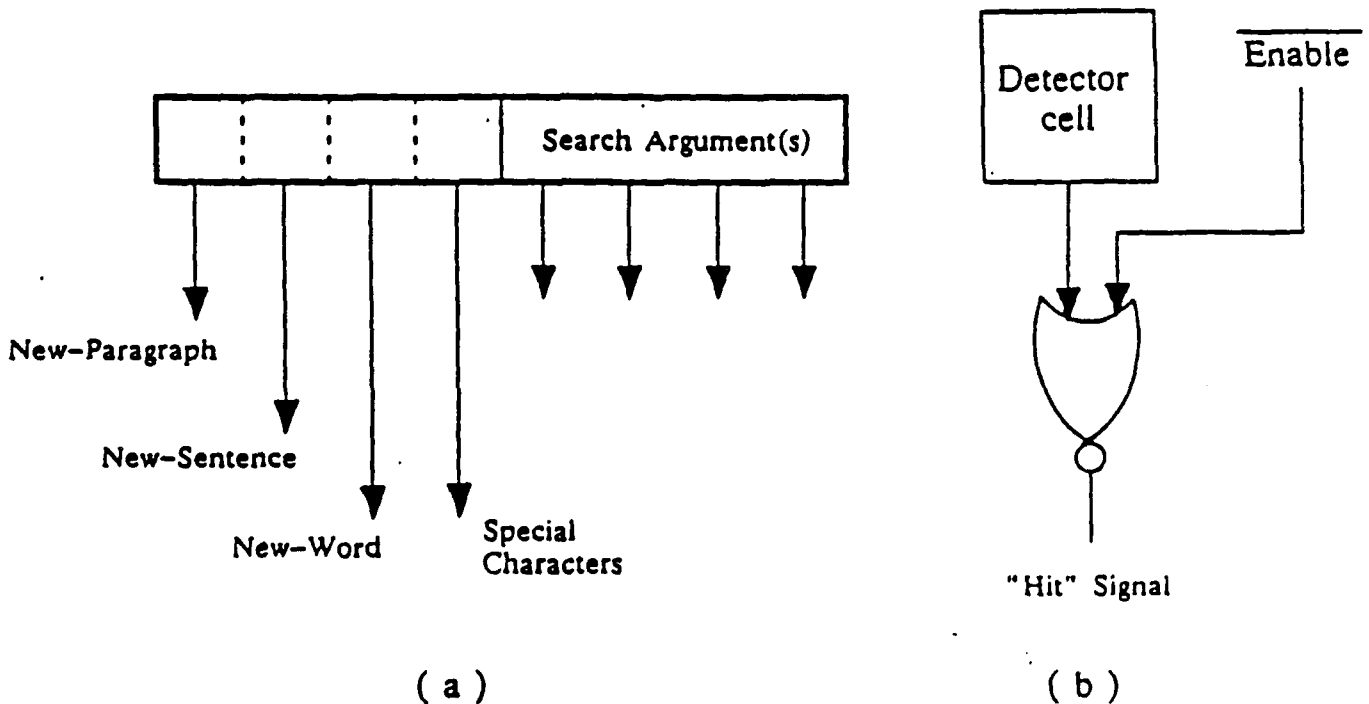 Search Argument(s)
New-Paragraph
New-Sentence
New-Word
Special
Characters
( a )
Detector
cell
Enable
"Hit" Signal
( b )